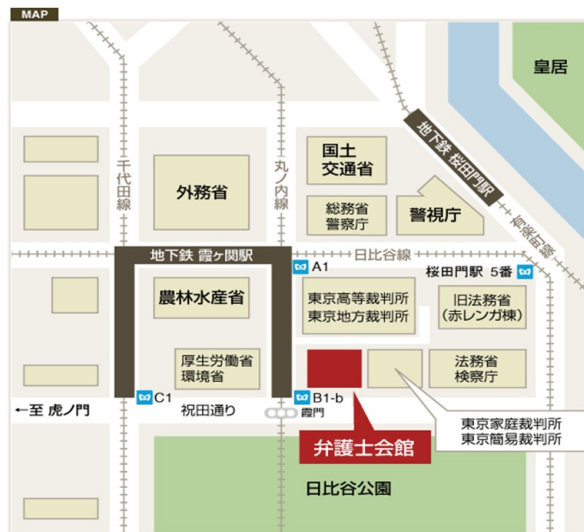 MAP
皇居
地下鉄 桜田門駅
国土
交通省
千代田線
丸ノ内線
外務省
総務省
警察庁
警視庁
有楽町線
地下鉄 霞ヶ関駅
日比谷線
A1
桜田門駅 5番
農林水産省
東京高等裁判所
東京地方裁判所
旧法務省
(赤レンガ棟)
厚生労働省
環境省
法務省
検察庁
C1
B1-b
←至 虎ノ門
祝田通り
霞門
東京家庭裁判所
東京簡易裁判所
弁護士会館
日比谷公園